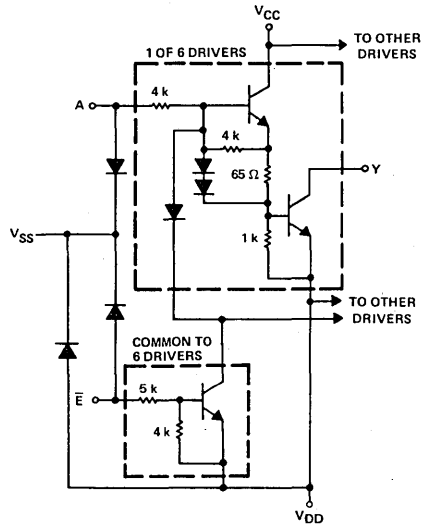 VCC
TO OTHER
DRIVERS
1 OF 6 DRIVERS
A
4 k
4 k
65 Ω
Y
VSS
1 k
TO OTHER
DRIVERS
COMMON TO
6 DRIVERS
E̅
5 k
4 k
VDD